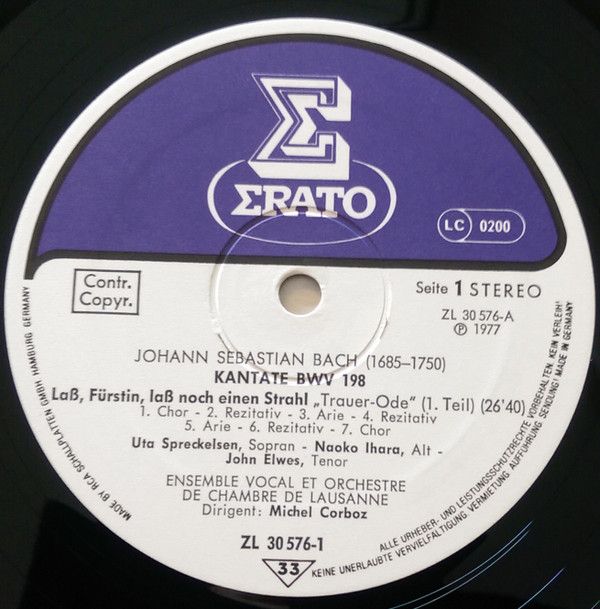 Σ
ΣRATO
LC 0200
Contr.
Copyr.
Seite 1 STEREO
ZL 30 576-A
℗ 1977
JOHANN SEBASTIAN BACH (1685–1750)
KANTATE BWV 198
Laß, Fürstin, laß noch einen Strahl „Trauer-Ode" (1. Teil) (26'40)
1. Chor - 2. Rezitativ - 3. Arie - 4. Rezitativ
5. Arie - 6. Rezitativ - 7. Chor
Uta Spreckelsen, Sopran - Naoko Ihara, Alt -
John Elwes, Tenor
ENSEMBLE VOCAL ET ORCHESTRE
DE CHAMBRE DE LAUSANNE
Dirigent: Michel Corboz
ZL 30 576-1
33
MADE BY RCA SCHALLPLATTEN GMBH HAMBURG GERMANY
ALLE URHEBER- UND LEISTUNGSSCHUTZRECHTE VORBEHALTEN. KEIN VERLEIH!
KEINE UNERLAUBTE VERVIELFÄLTIGUNG VERMIETUNG AUFFÜHRUNG SENDUNG! MADE IN GERMANY